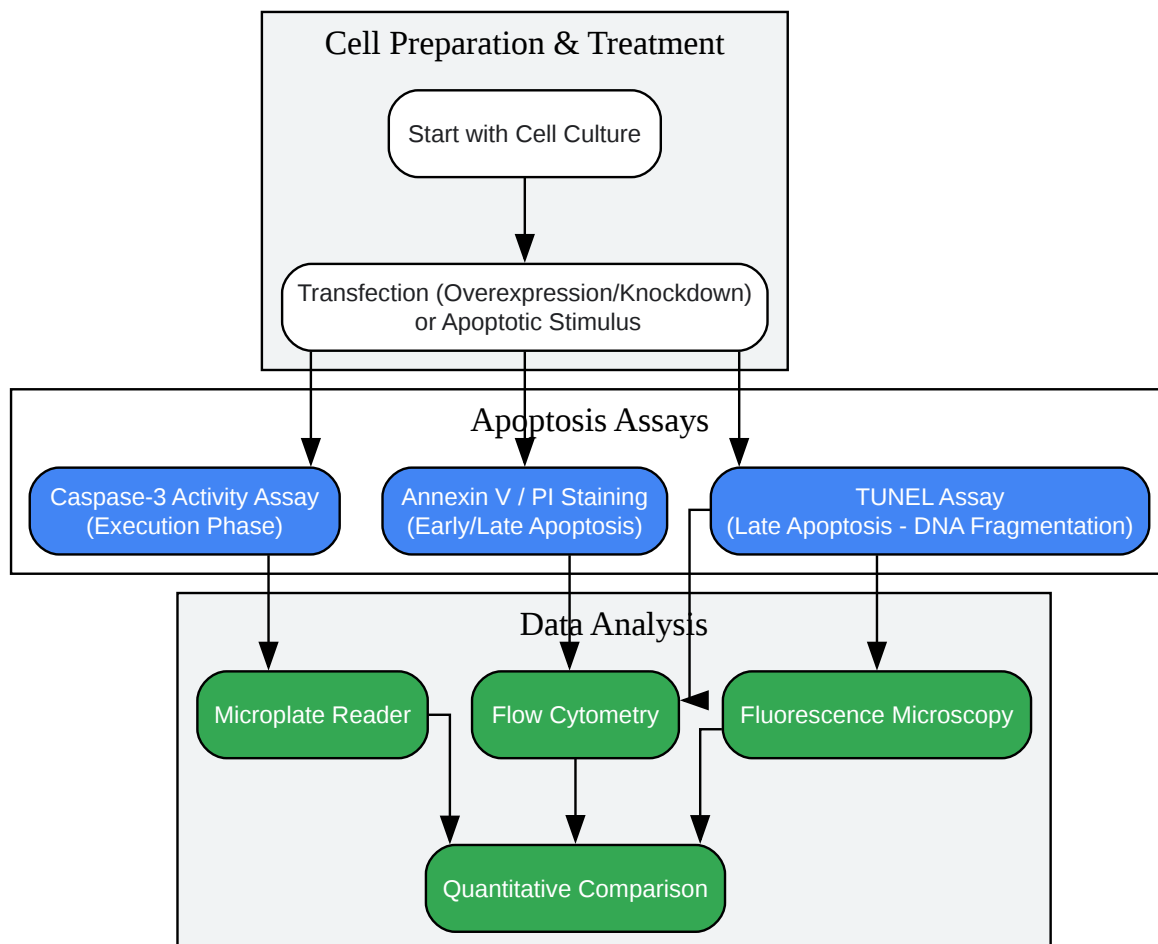 Cell Preparation & Treatment
Start with Cell Culture
Transfection (Overexpression/Knockdown)
or Apoptotic Stimulus
Apoptosis Assays
Caspase-3 Activity Assay
(Execution Phase)
Annexin V / PI Staining
(Early/Late Apoptosis)
TUNEL Assay
(Late Apoptosis - DNA Fragmentation)
Data Analysis
Microplate Reader
Flow Cytometry
Fluorescence Microscopy
Quantitative Comparison